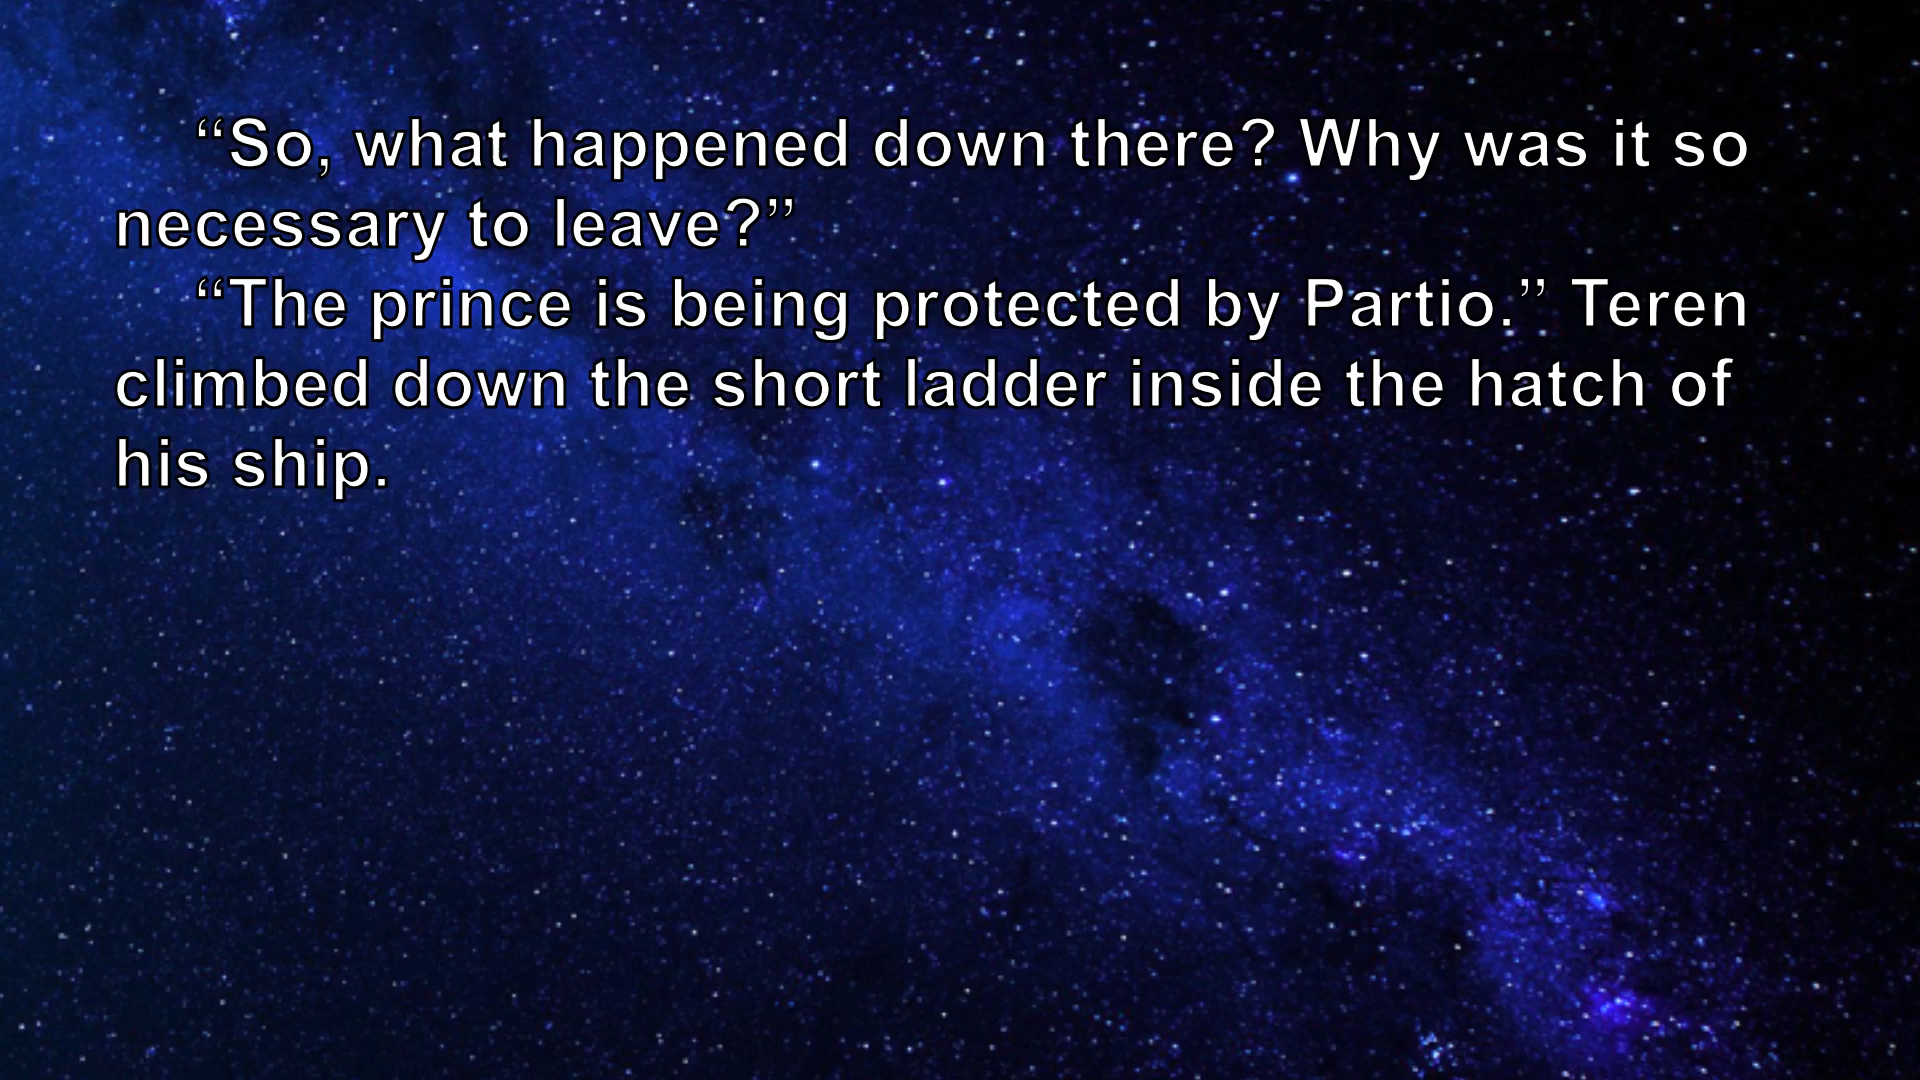 “So, what happened down there? Why was it so
necessary to leave?”
“The prince is being protected by Partio.” Teren
climbed down the short ladder inside the hatch of
his ship.